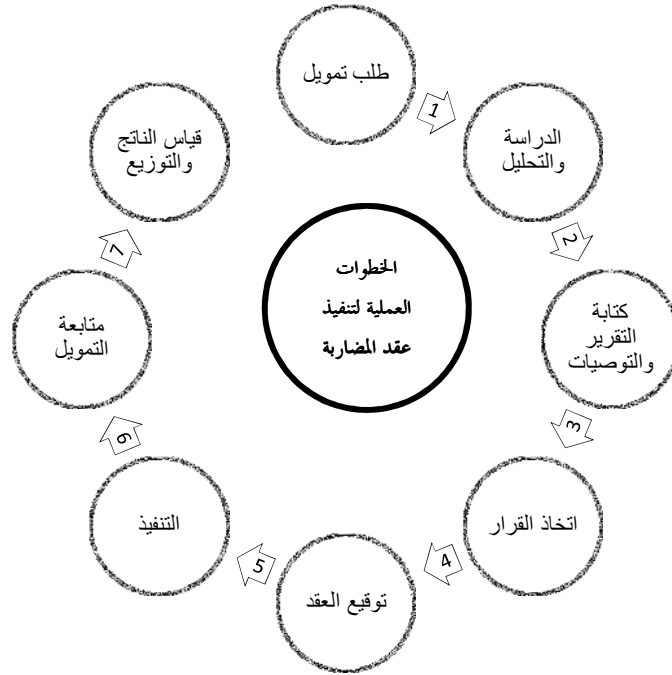 الخطوات
العملية لتنفيذ
عقد المضاربة
طلب تمويل
1
الدراسة
والتحليل
2
كتابة
التقرير
والتوصيات
3
اتخاذ القرار
4
توقيع العقد
5
التنفيذ
6
متابعة
التمويل
7
قياس الناتج
والتوزيع